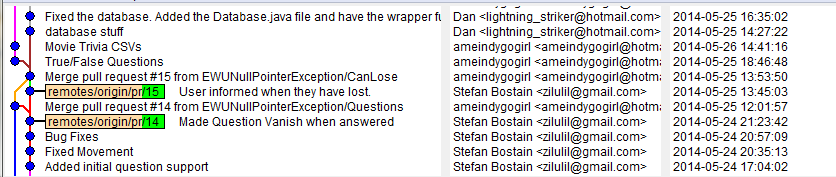 Fixed the database. Added the Database.java file and have the wrapper fu Dan <lightning_striker@hotmail.com> 2014-05-25 16:35:02
database stuff Dan <lightning_striker@hotmail.com> 2014-05-25 14:27:22
Movie Trivia CSVs ameindygogirl <ameindygogirl@hotma 2014-05-26 14:41:16
True/False Questions ameindygogirl <ameindygogirl@hotma 2014-05-25 18:46:48
Merge pull request #15 from EWUNullPointerException/CanLose Stefan Bostain <zilulil@gmail.com> 2014-05-25 13:53:50
remotes/origin/pr/15 User informed when they have lost. Stefan Bostain <zilulil@gmail.com> 2014-05-25 13:45:03
Merge pull request #14 from EWUNullPointerException/Questions ameindygogirl <ameindygogirl@hotma 2014-05-25 12:01:57
remotes/origin/pr/14 Made Question Vanish when answered Stefan Bostain <zilulil@gmail.com> 2014-05-24 21:23:42
Bug Fixes Stefan Bostain <zilulil@gmail.com> 2014-05-24 20:57:09
Fixed Movement Stefan Bostain <zilulil@gmail.com> 2014-05-24 20:35:13
Added initial question support Stefan Bostain <zilulil@gmail.com> 2014-05-24 17:04:02